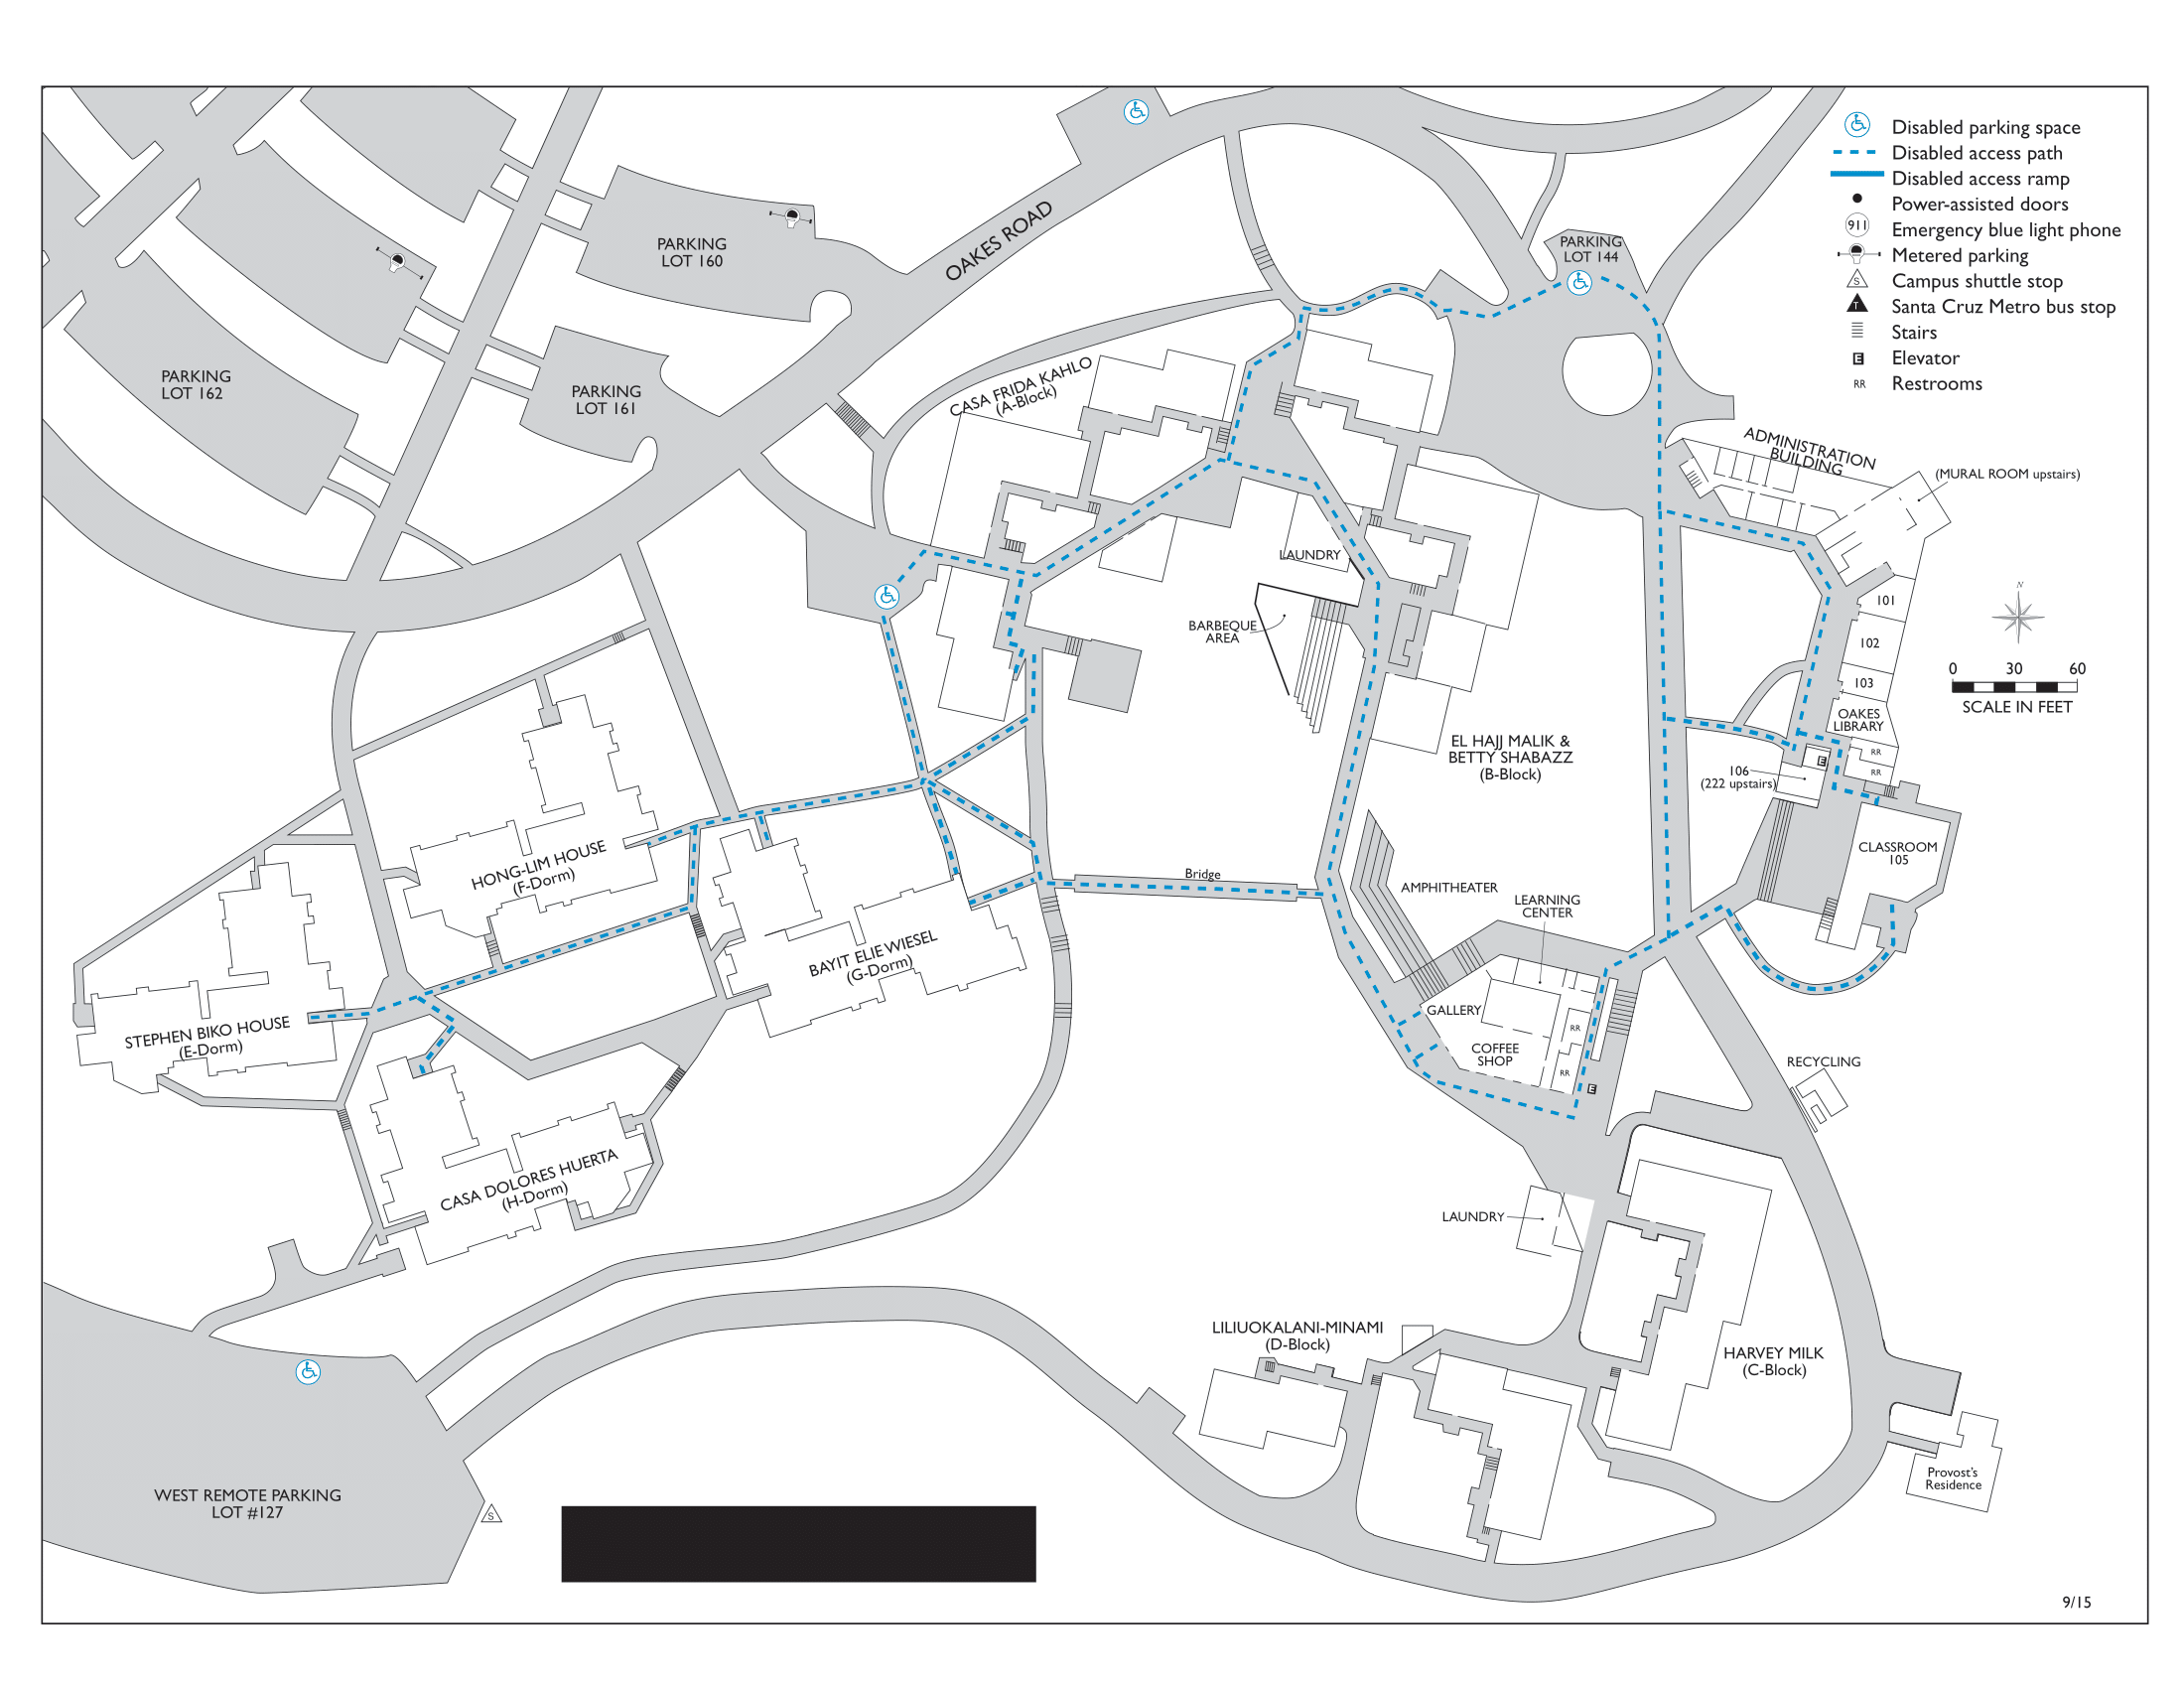 Disabled parking space
Disabled access path
Disabled access ramp
Power-assisted doors
911
Emergency blue light phone
Metered parking
S
Campus shuttle stop
T
Santa Cruz Metro bus stop
Stairs
E
Elevator
RR
Restrooms
PARKING
LOT 160
OAKES ROAD
PARKING
LOT 144
PARKING
LOT 162
PARKING
LOT 161
CASA FRIDA KAHLO
(A-Block)
ADMINISTRATION
BUILDING
(MURAL ROOM upstairs)
LAUNDRY
BARBEQUE
AREA
101
102
103
OAKES
LIBRARY
RR
RR
E
106
(222 upstairs)
N
0 30 60
SCALE IN FEET
EL HAJJ MALIK &
BETTY SHABAZZ
(B-Block)
CLASSROOM
105
HONG-LIM HOUSE
(F-Dorm)
Bridge
AMPHITHEATER
LEARNING
CENTER
BAYIT ELIE WIESEL
(G-Dorm)
GALLERY
RR
COFFEE
SHOP
RR
E
STEPHEN BIKO HOUSE
(E-Dorm)
RECYCLING
CASA DOLORES HUERTA
(H-Dorm)
LAUNDRY
LILIUOKALANI-MINAMI
(D-Block)
HARVEY MILK
(C-Block)
Provost's
Residence
WEST REMOTE PARKING
LOT #127
S
9/15